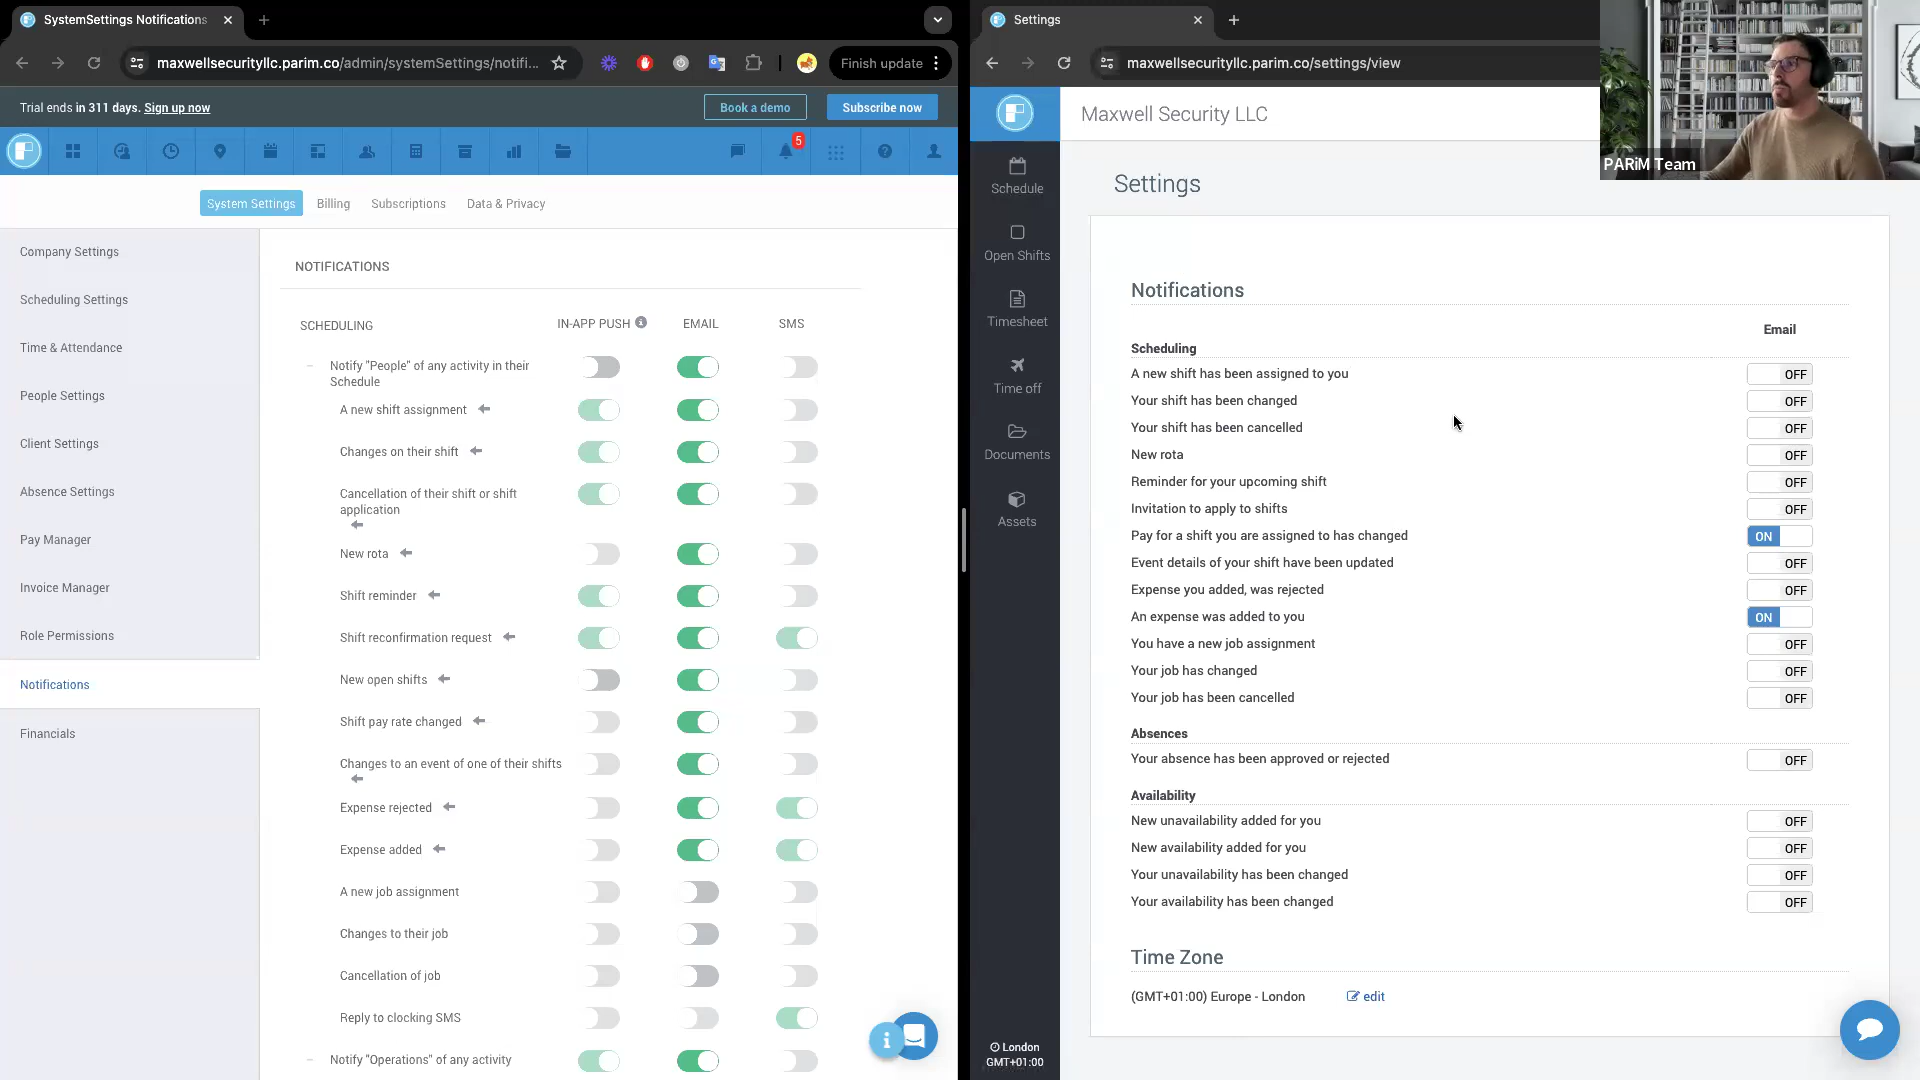 SystemSettings Notifications
maxwellsecurityllc.parim.co/admin/systemSettings/notifi...
Finish update
Trial ends in 311 days. Sign up now
Book a demo
Subscribe now
5
System Settings
Billing
Subscriptions
Data & Privacy
Company Settings
Scheduling Settings
Time & Attendance
People Settings
Client Settings
Absence Settings
Pay Manager
Invoice Manager
Role Permissions
Notifications
Financials
NOTIFICATIONS
SCHEDULING
IN-APP PUSH
EMAIL
SMS
Notify "People" of any activity in their
Schedule
A new shift assignment
Changes on their shift
Cancellation of their shift or shift
application
New rota
Shift reminder
Shift reconfirmation request
New open shifts
Shift pay rate changed
Changes to an event of one of their shifts
Expense rejected
Expense added
A new job assignment
Changes to their job
Cancellation of job
Reply to clocking SMS
Notify "Operations" of any activity
Settings
maxwellsecurityllc.parim.co/settings/view
PARiM Team
Maxwell Security LLC
Schedule
Open Shifts
Timesheet
Time off
Documents
Assets
London
GMT+01:00
Settings
Notifications
Email
Scheduling
A new shift has been assigned to you OFF
Your shift has been changed OFF
Your shift has been cancelled OFF
New rota OFF
Reminder for your upcoming shift OFF
Invitation to apply to shifts OFF
Pay for a shift you are assigned to has changed ON
Event details of your shift have been updated OFF
Expense you added, was rejected OFF
An expense was added to you ON
You have a new job assignment OFF
Your job has changed OFF
Your job has been cancelled OFF
Absences
Your absence has been approved or rejected OFF
Availability
New unavailability added for you OFF
New availability added for you OFF
Your unavailability has been changed OFF
Your availability has been changed OFF
Time Zone
(GMT+01:00) Europe - London edit